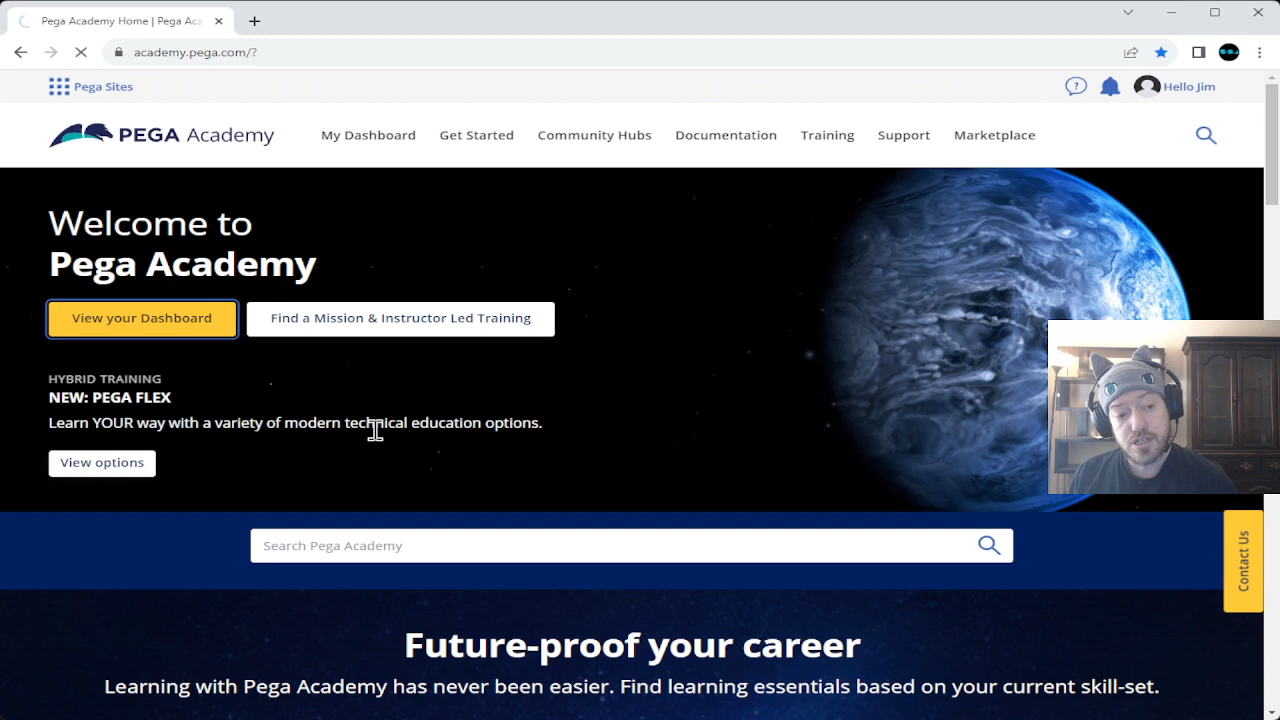 Pega Academy Home | Pega Aca
academy.pega.com/?
Pega Sites
Hello Jim
PEGA Academy
My Dashboard
Get Started
Community Hubs
Documentation
Training
Support
Marketplace
Welcome to
Pega Academy
View your Dashboard
Find a Mission & Instructor Led Training
HYBRID TRAINING
NEW: PEGA FLEX
Learn YOUR way with a variety of modern technical education options.
View options
Search Pega Academy
Contact Us
Future-proof your career
Learning with Pega Academy has never been easier. Find learning essentials based on your current skill-set.